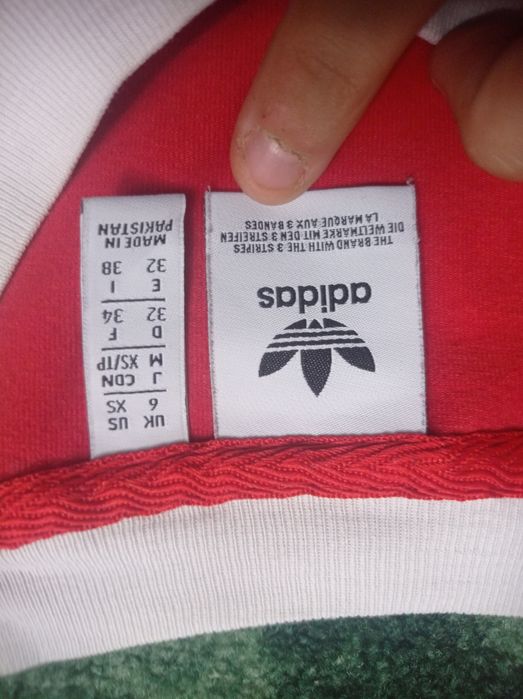 adidas
THE BRAND WITH THE 3 STRIPES
DIE WELTMARKE MIT DEN 3 STREIFEN
LA MARQUE AUX 3 BANDES
UK US
6 XS
J CDN
M XS/TP
D F
32 34
E I
32 38
MADE IN
PAKISTAN